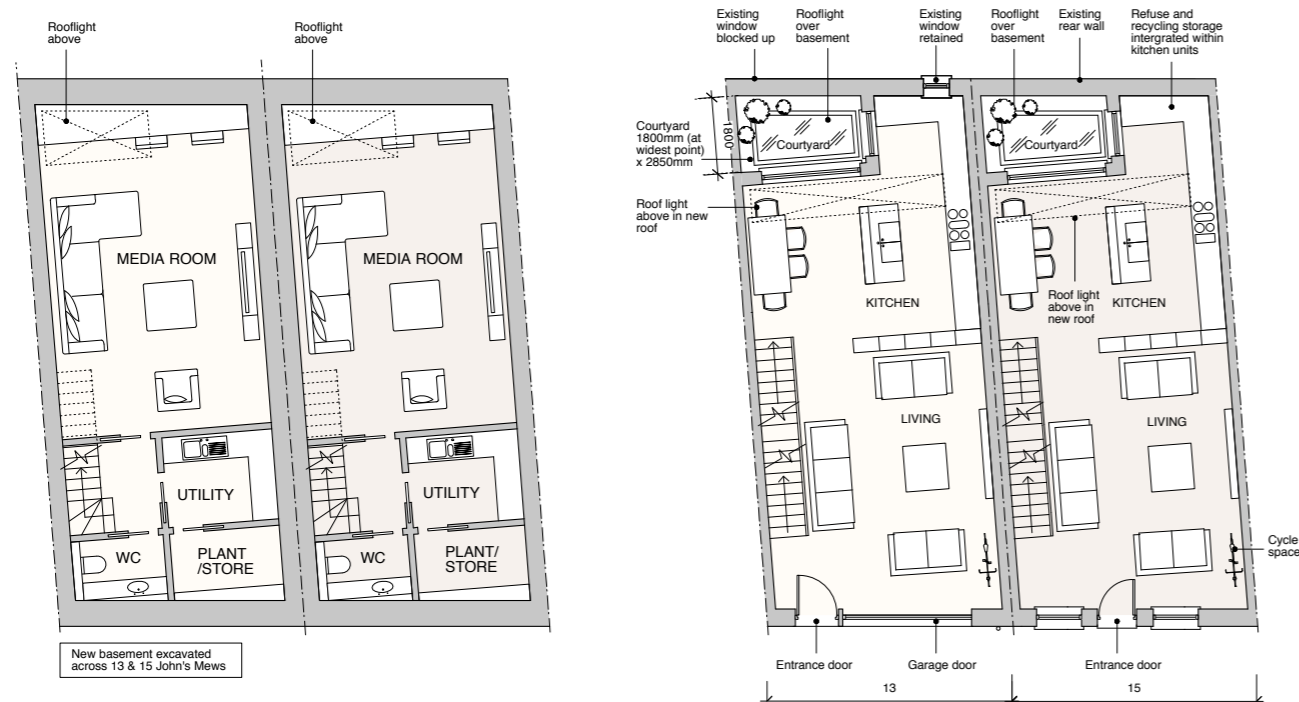 Rooflight
above
Rooflight
above
MEDIA ROOM
MEDIA ROOM
UTILITY
UTILITY
WC
PLANT
/STORE
WC
PLANT/
STORE
New basement excavated
across 13 & 15 John's Mews
Existing
window
blocked up
Rooflight
over
basement
Existing
window
retained
Rooflight
over
basement
Existing
rear wall
Refuse and
recycling storage
intergrated within
kitchen units
Courtyard
1800mm (at
widest point)
x 2850mm
1800
Courtyard
Courtyard
Roof light
above in new
roof
KITCHEN
Roof light
above in
new roof
KITCHEN
LIVING
LIVING
Cycle
space
Entrance door
Garage door
Entrance door
13
15